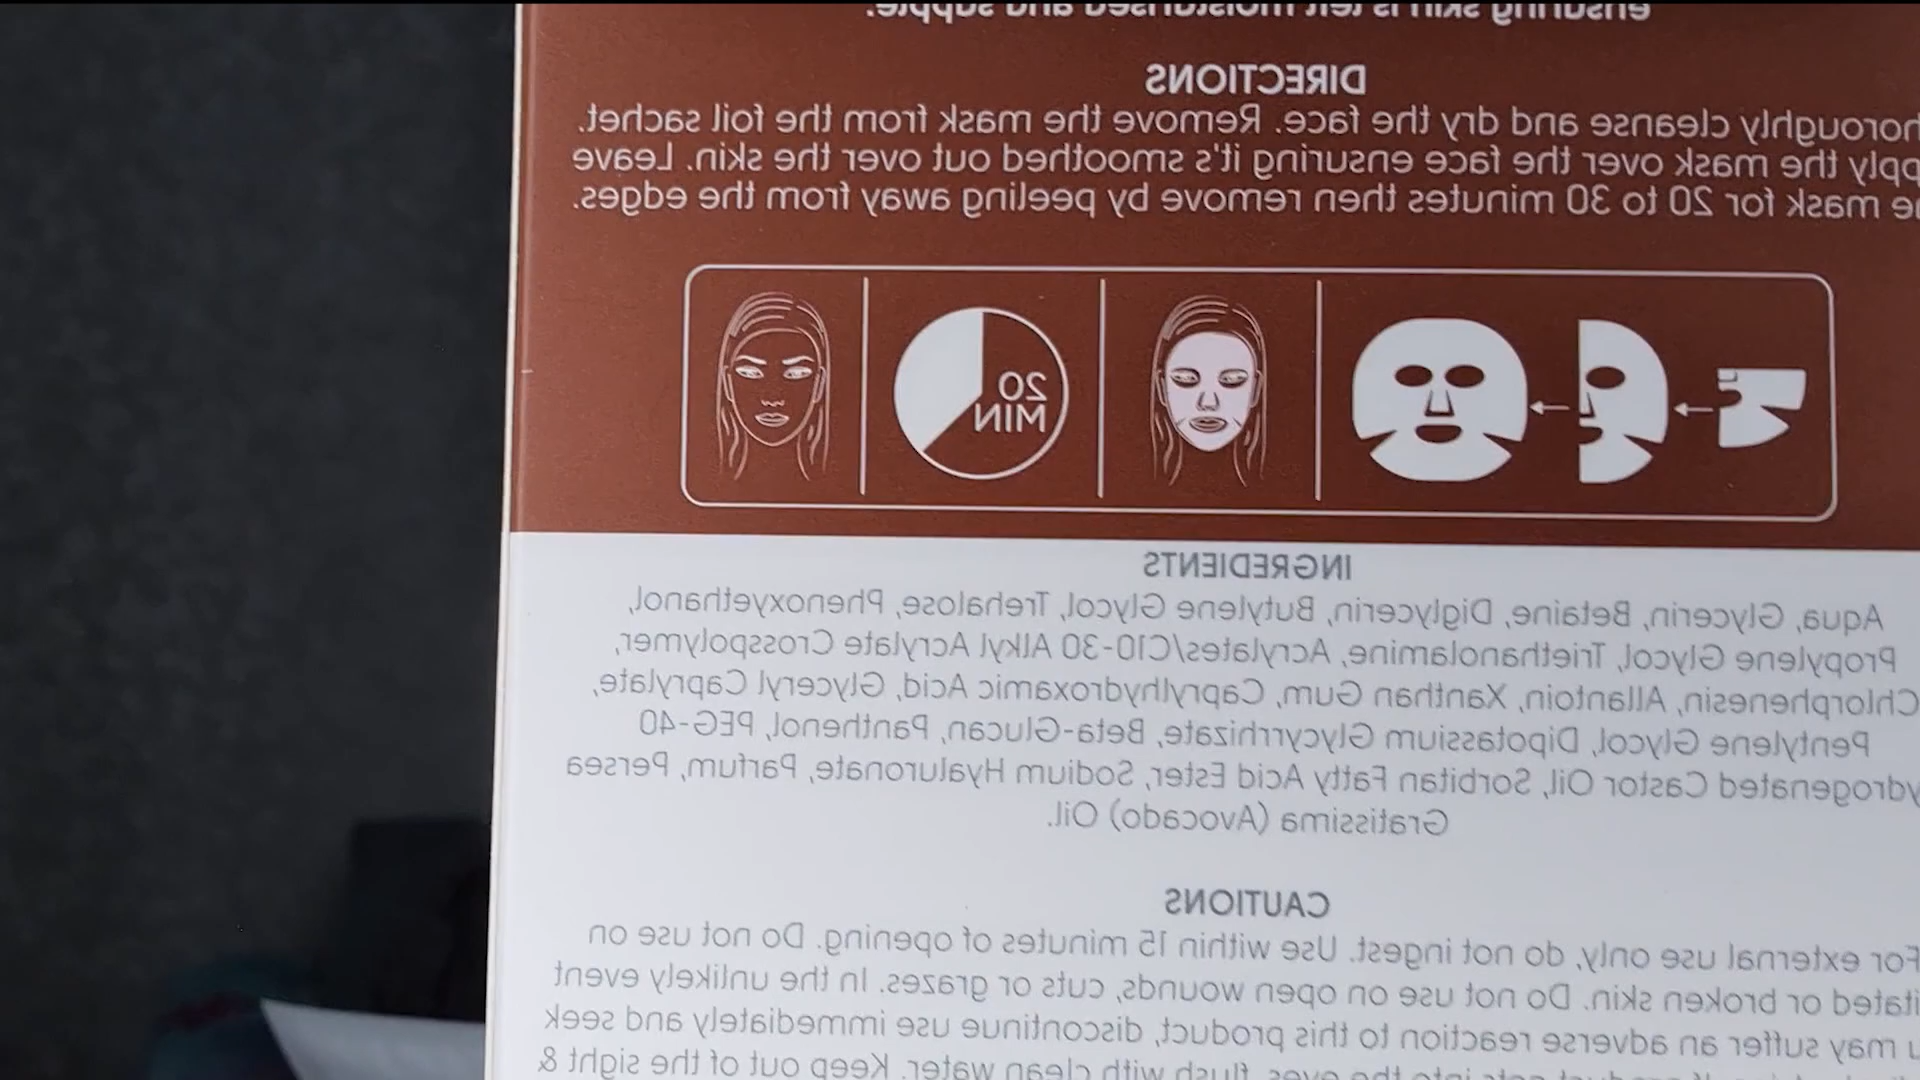 ensuring skin is left moisturised and supple.
DIRECTIONS
horoughly cleanse and dry the face. Remove the mask from the foil sachet.
pply the mask over the face ensuring it's smoothed out over the skin. Leave
he mask for 20 to 30 minutes then remove by peeling away from the edges.
20
MIN
INGREDIENTS
Aqua, Glycerin, Betaine, Diglycerin, Butylene Glycol, Trehalose, Phenoxyethanol,
Propylene Glycol, Triethanolamine, Acrylates/C10-30 Alkyl Acrylate Crosspolymer,
Chlorphenesin, Allantoin, Xanthan Gum, Caprylhydroxamic Acid, Glyceryl Caprylate,
Pentylene Glycol, Dipotassium Glycyrrhizate, Beta-Glucan, Panthenol, PEG-40
ydrogenated Castor Oil, Sorbitan Fatty Acid Ester, Sodium Hyaluronate, Parfum, Persea
Gratissima (Avocado) Oil.
CAUTIONS
For external use only, do not ingest. Use within 15 minutes of opening. Do not use on
itated or broken skin. Do not use on open wounds, cuts or grazes. In the unlikely event
u may suffer an adverse reaction to this product, discontinue use immediately and seek
product gets into the eyes, flush with clean water. Keep out of the sight &